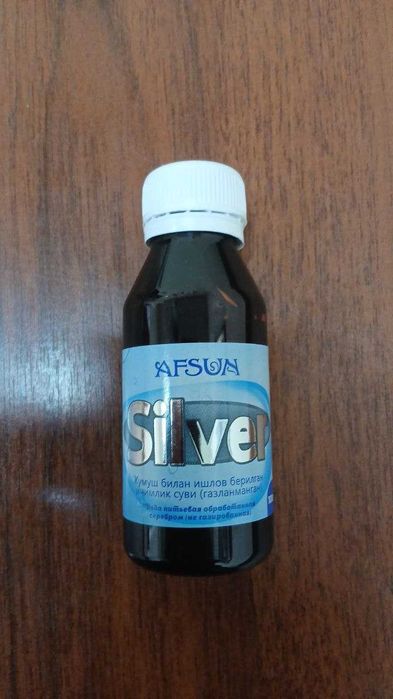 AFSUN
Silver
Кумуш билан ишлов берилган
ичимлик суви (газланмаган)
Вода питьевая обработанная
серебром (не газированная)